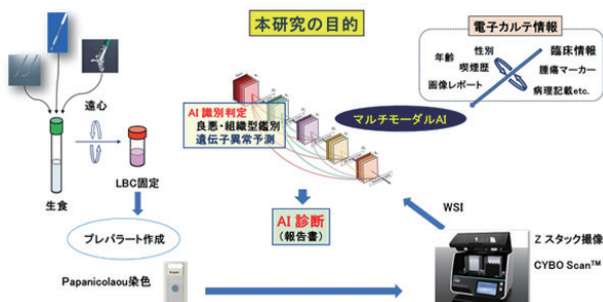 本研究の目的
電子カルテ情報
年齢
性別
喫煙歴
画像レポート
臨床情報
腫瘍マーカー
病理記載etc.
マルチモーダルAI
遠心
生食
LBC固定
プレパラート作成
Papanicolaou染色
AI識別判定
良悪・組織型鑑別
遺伝子異常予測
AI診断
(報告書)
WSI
Zスタック撮像
CYBO Scan™